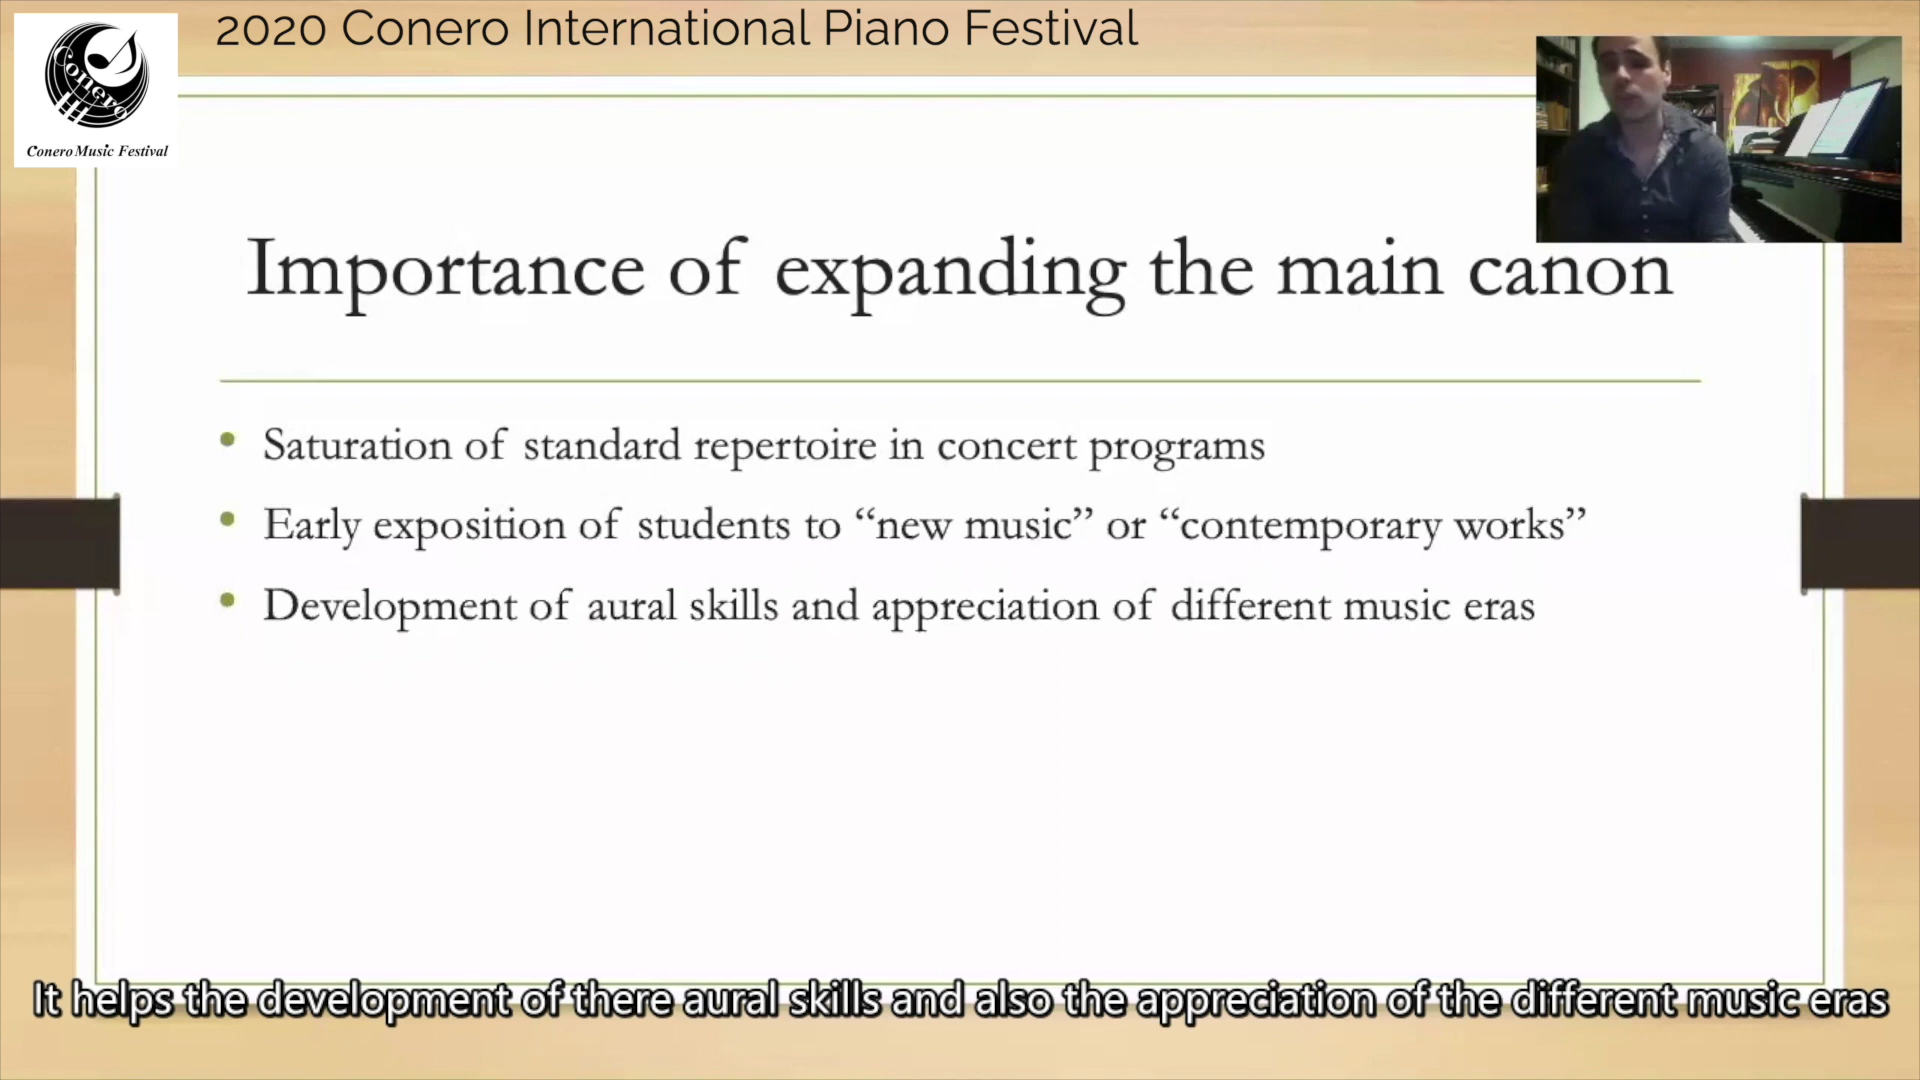 2020 Conero International Piano Festival
Conero
Conero Music Festival
Importance of expanding the main canon
• Saturation of standard repertoire in concert programs
• Early exposition of students to “new music” or “contemporary works”
• Development of aural skills and appreciation of different music eras
It helps the development of there aural skills and also the appreciation of the different music eras